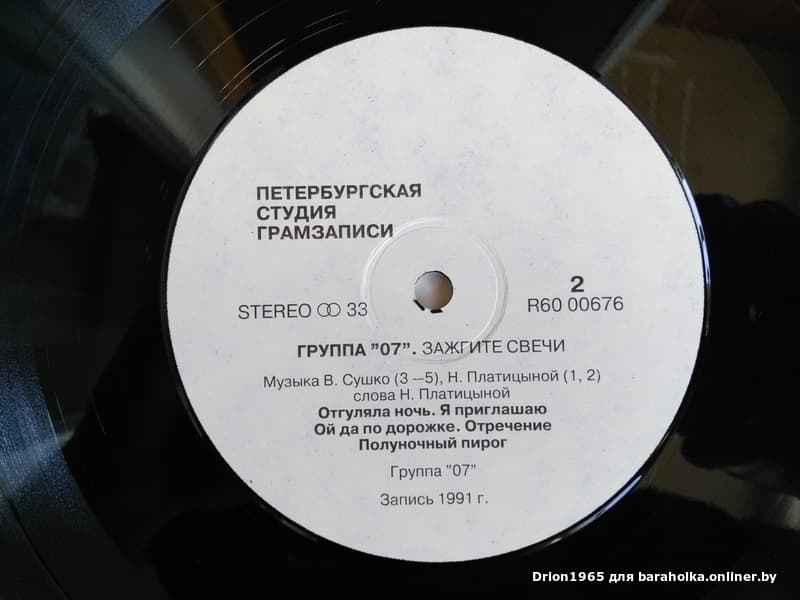 ПЕТЕРБУРГСКАЯ
СТУДИЯ
ГРАМЗАПИСИ
STEREO 33
2
R60 00676
ГРУППА "07". ЗАЖГИТЕ СВЕЧИ
Музыка В. Сушко (3 —5), Н. Платицыной (1, 2)
слова Н. Платицыной
Отгуляла ночь. Я приглашаю
Ой да по дорожке. Отречение
Полуночный пирог
Группа "07"
Запись 1991 г.
Drion1965 для baraholka.onliner.by